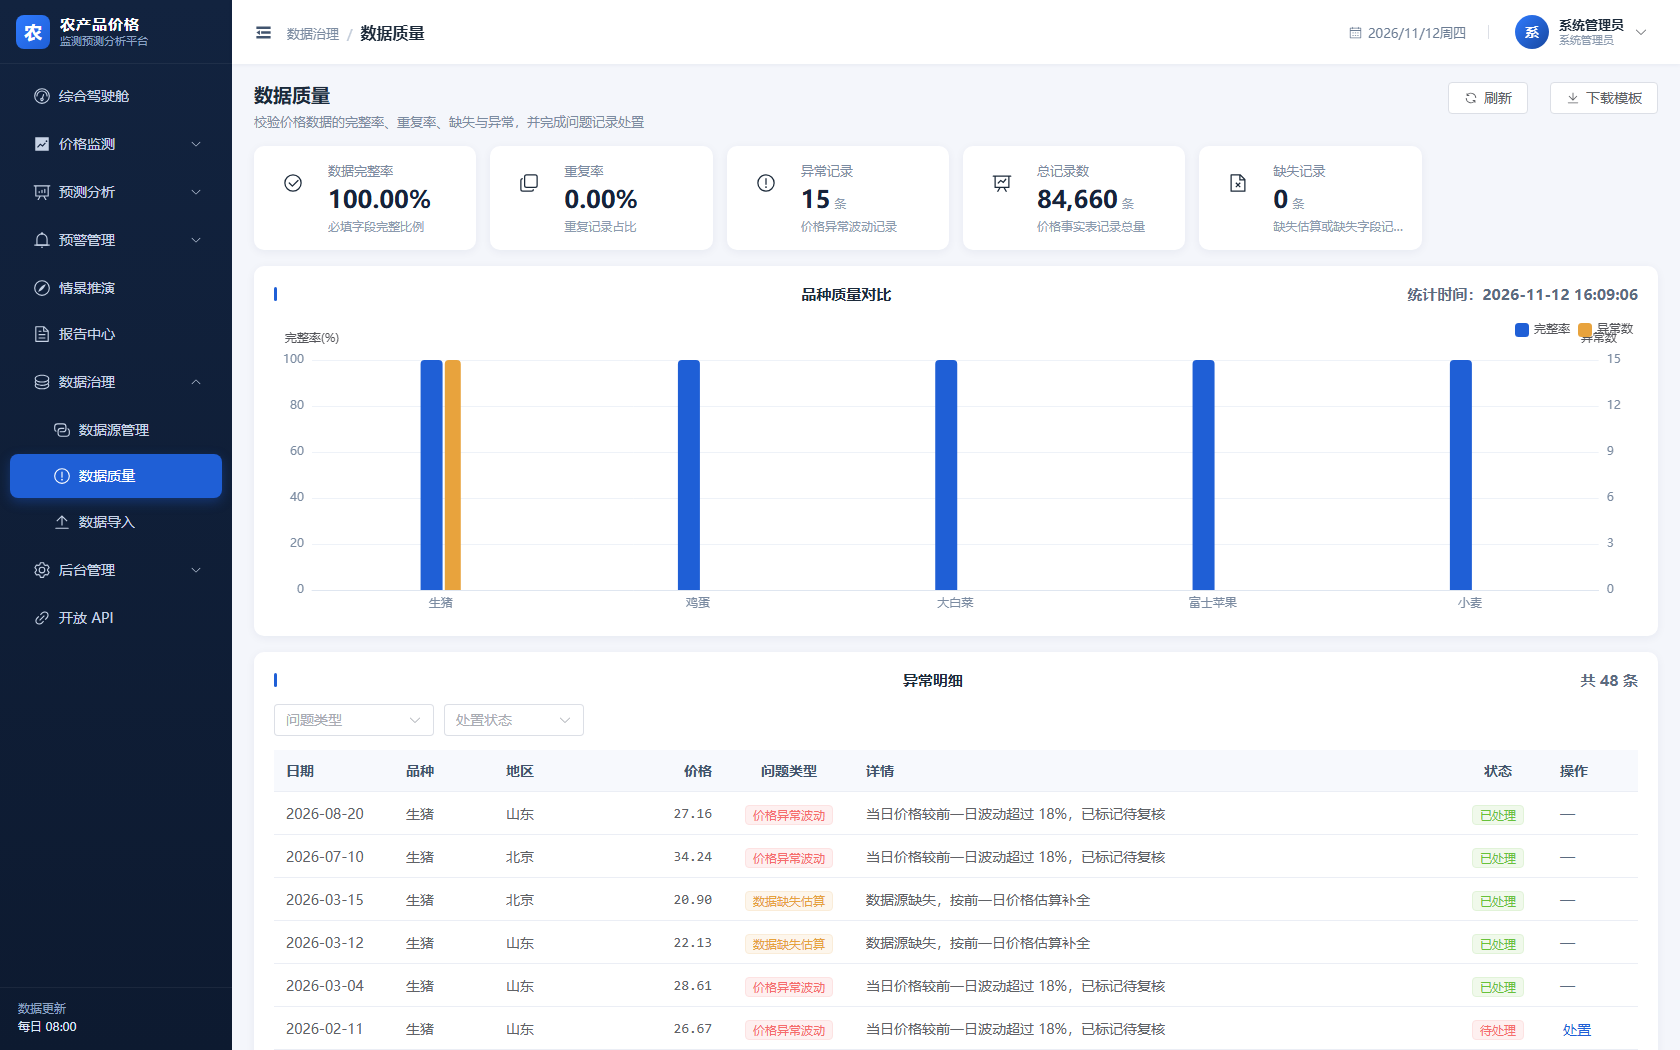 农
农产品价格
监测预测分析平台
综合驾驶舱
价格监测
预测分析
预警管理
情景推演
报告中心
数据治理
数据源管理
数据质量
数据导入
后台管理
开放 API
数据更新
每日 08:00
数据治理 / 数据质量
2026/11/12周四
系
系统管理员
系统管理员
数据质量
校验价格数据的完整率、重复率、缺失与异常，并完成问题记录处置
刷新
下载模板
数据完整率
100.00%
必填字段完整比例
重复率
0.00%
重复记录占比
异常记录
15 条
价格异常波动记录
总记录数
84,660 条
价格事实表记录总量
缺失记录
0 条
缺失估算或缺失字段记...
品种质量对比
统计时间：2026-11-12 16:09:06
完整率 异常数
完整率(%)
异常数
100
80
60
40
20
0
15
12
9
6
3
0
生猪 鸡蛋 大白菜 富士苹果 小麦
异常明细
共 48 条
问题类型 处置状态
日期 品种 地区 价格 问题类型 详情 状态 操作
2026-08-20 生猪 山东 27.16 价格异常波动 当日价格较前一日波动超过 18%，已标记待复核 已处理 —
2026-07-10 生猪 北京 34.24 价格异常波动 当日价格较前一日波动超过 18%，已标记待复核 已处理 —
2026-03-15 生猪 北京 20.90 数据缺失估算 数据源缺失，按前一日价格估算补全 已处理 —
2026-03-12 生猪 山东 22.13 数据缺失估算 数据源缺失，按前一日价格估算补全 已处理 —
2026-03-04 生猪 山东 28.61 价格异常波动 当日价格较前一日波动超过 18%，已标记待复核 已处理 —
2026-02-11 生猪 山东 26.67 价格异常波动 当日价格较前一日波动超过 18%，已标记待复核 待处理 处置